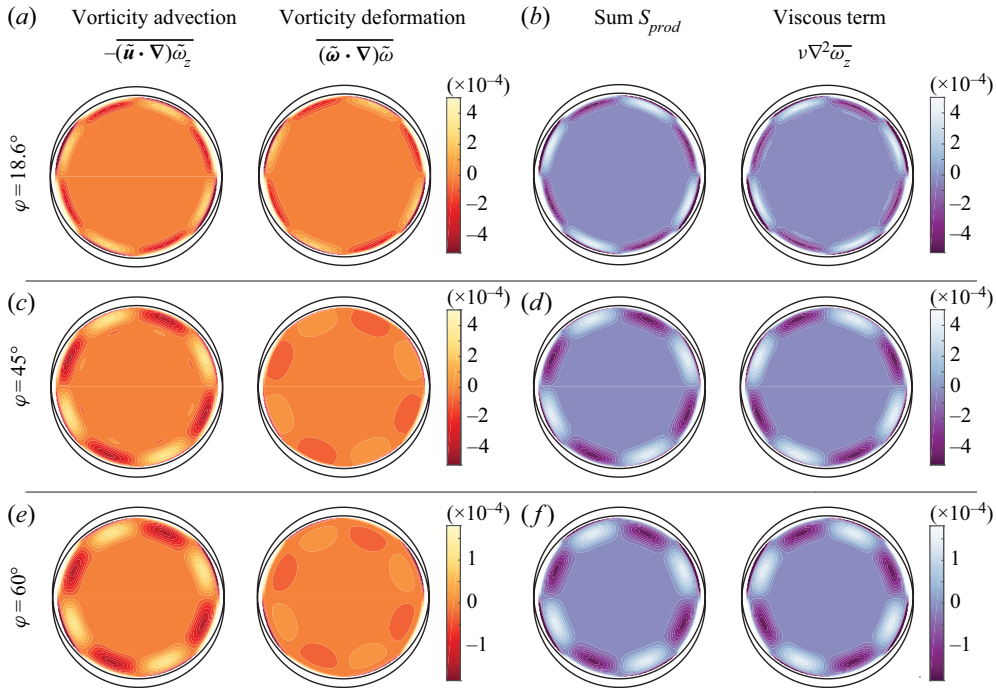 (a) Vorticity advection Vorticity deformation (b) Sum S_prod Viscous term
−(ũ · ∇)ω̃_z (ω̃ · ∇)ω̃ ν∇²ω_z
(×10⁻⁴) (×10⁻⁴)
φ = 18.6°
4 4
2 2
0 0
−2 −2
−4 −4
(c) (×10⁻⁴) (d) (×10⁻⁴)
φ = 45°
4 4
2 2
0 0
−2 −2
−4 −4
(e) (×10⁻⁴) (f) (×10⁻⁴)
φ = 60°
1 1
0 0
−1 −1